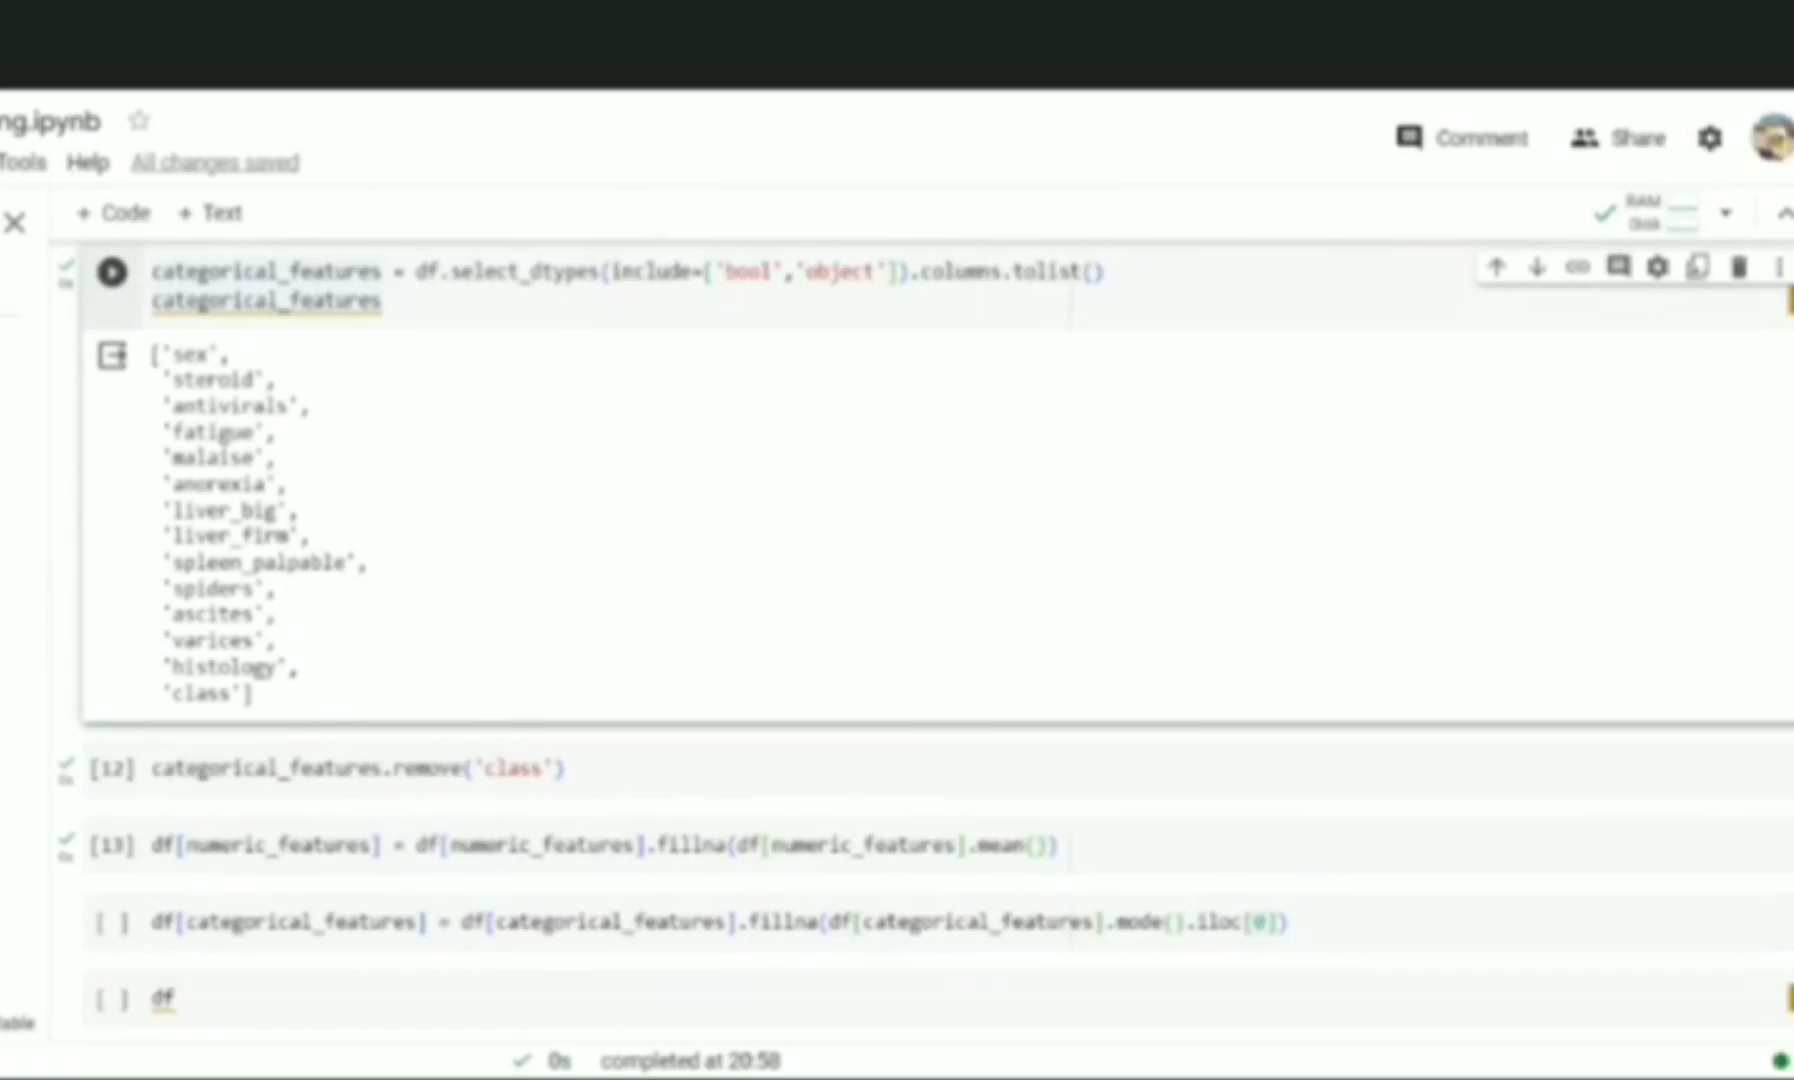 ng.ipynb
Comment
Share
Tools Help All changes saved
+ Code + Text
RAM
Disk
categorical_features = df.select_dtypes(include=['bool','object']).columns.tolist()
categorical_features
['sex',
'steroid',
'antivirals',
'fatigue',
'malaise',
'anorexia',
'liver_big',
'liver_firm',
'spleen_palpable',
'spiders',
'ascites',
'varices',
'histology',
'class']
[12] categorical_features.remove('class')
[13] df[numeric_features] = df[numeric_features].fillna(df[numeric_features].mean())
[ ] df[categorical_features] = df[categorical_features].fillna(df[categorical_features].mode().iloc[0])
[ ] df
0s completed at 20:58